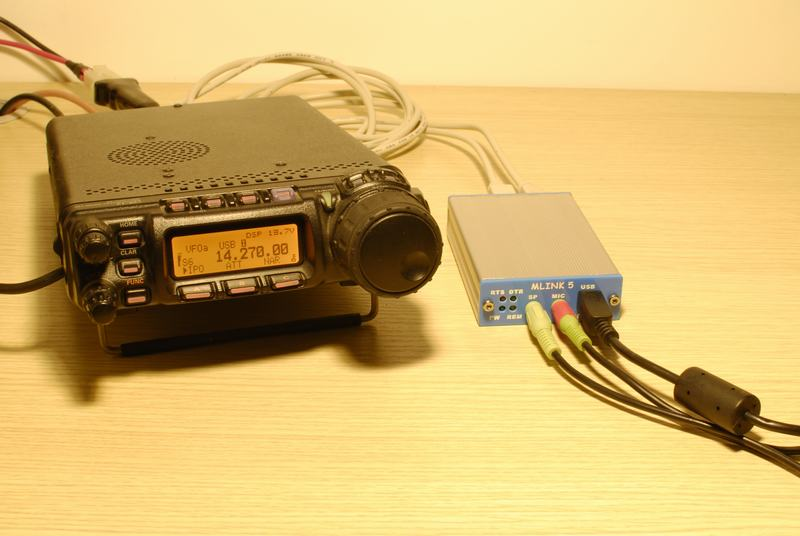 HOME
CLAR
FUNC
DSP 13.7V
VFOa USB
14.270.00
S6
IPO ATT NAR
MLINK 5
RTS DTR SP MIC USB
PW REM